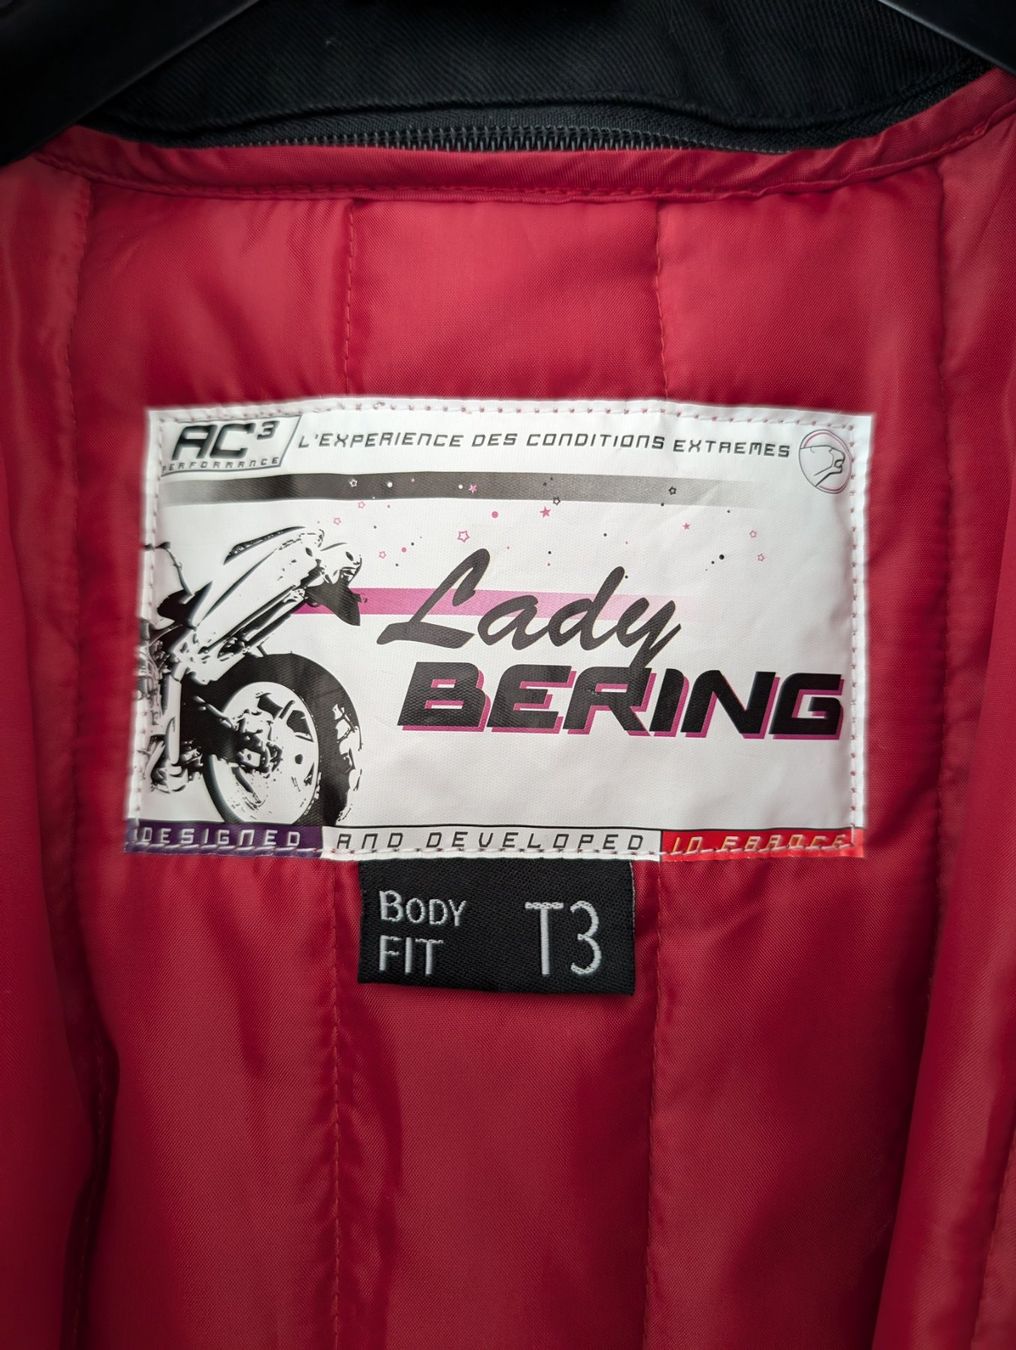 AC³
PERFORMANCE
L'EXPERIENCE DES CONDITIONS EXTREMES
Lady
BERING
DESIGNED AND DEVELOPED IN FRANCE
BODY
FIT
T3